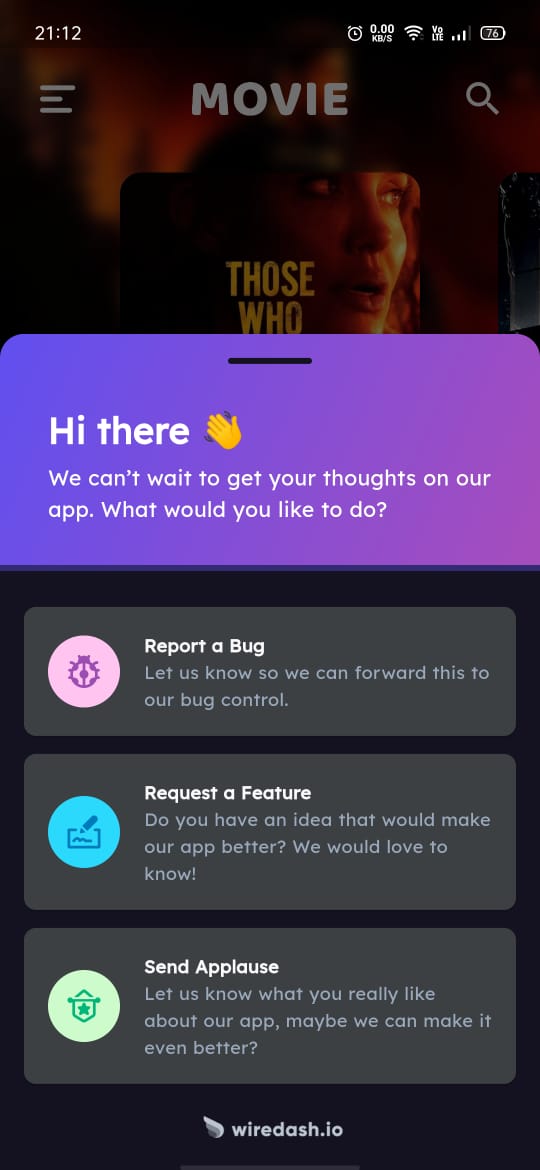 21:12
0.00
KB/S
Vo
LTE
76
MOVIE
THOSE
WHO
Hi there 👋
We can’t wait to get your thoughts on our
app. What would you like to do?
Report a Bug
Let us know so we can forward this to
our bug control.
Request a Feature
Do you have an idea that would make
our app better? We would love to
know!
Send Applause
Let us know what you really like
about our app, maybe we can make it
even better?
wiredash.io